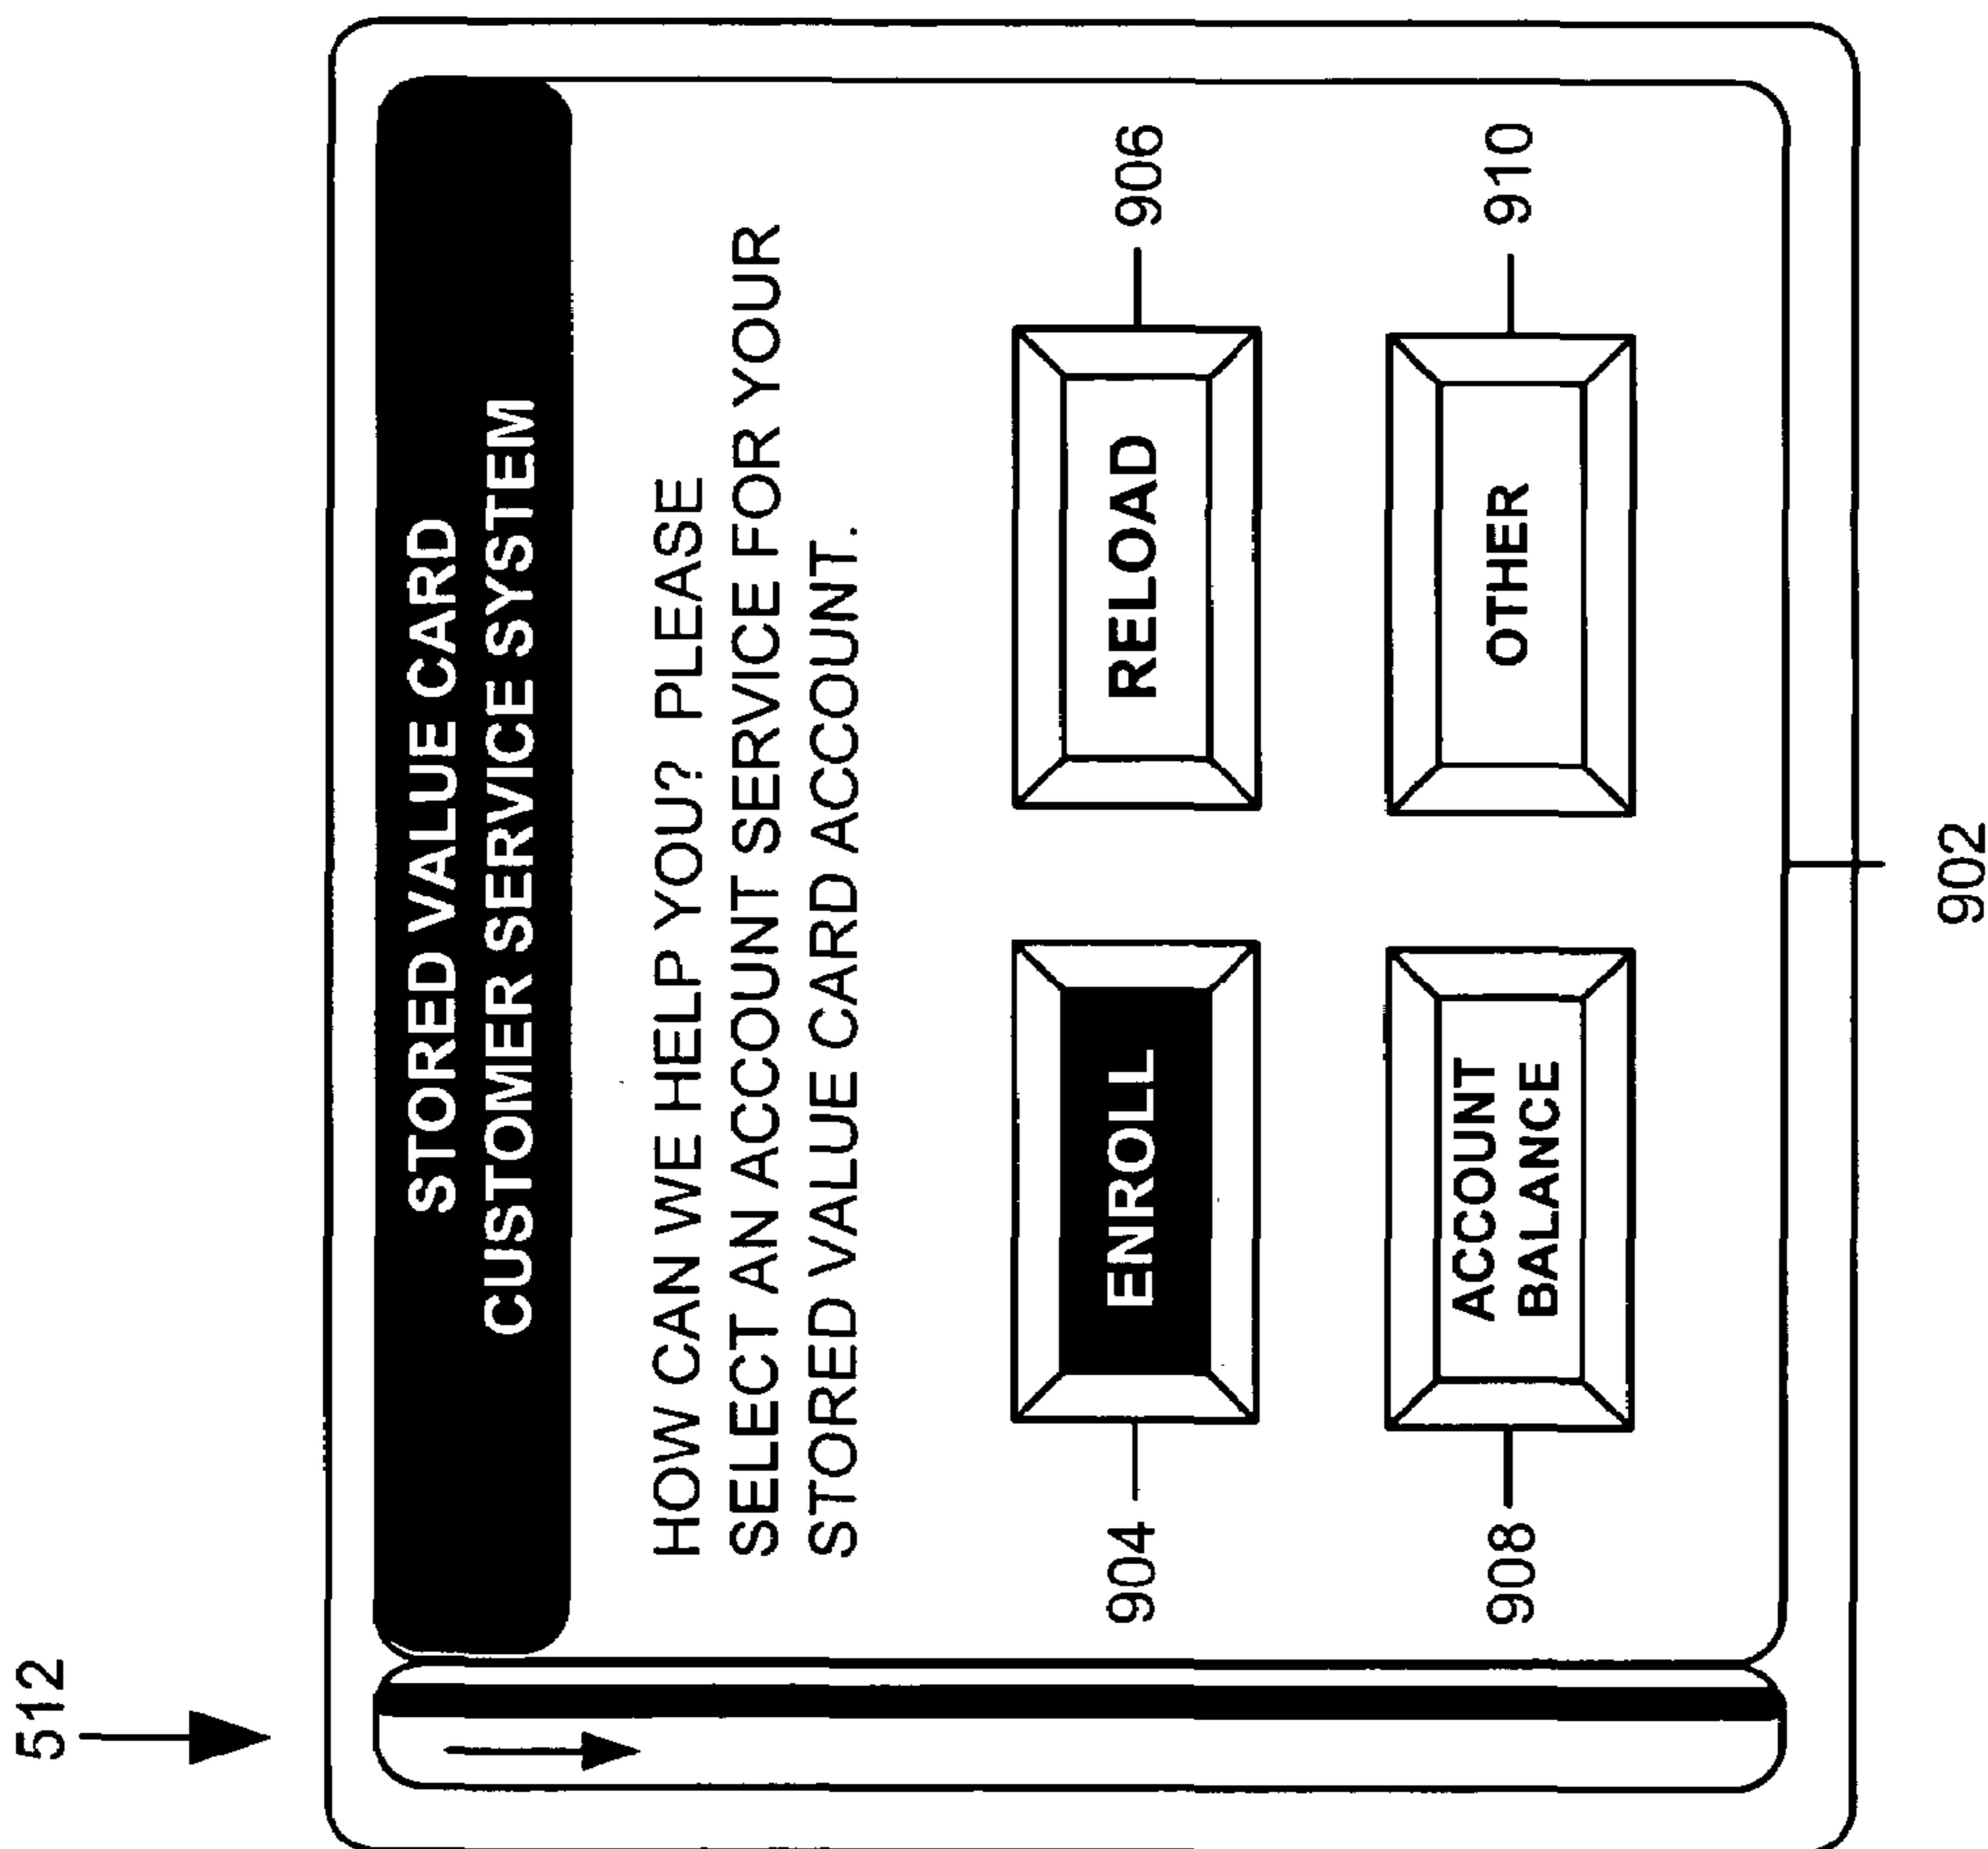 512
STORED VALUE CARD
CUSTOMER SERVICE SYSTEM
HOW CAN WE HELP YOU? PLEASE
SELECT AN ACCOUNT SERVICE FOR YOUR
STORED VALUE CARD ACCOUNT.
904
ENROLL
RELOAD
906
908
ACCOUNT
BALANCE
OTHER
910
902